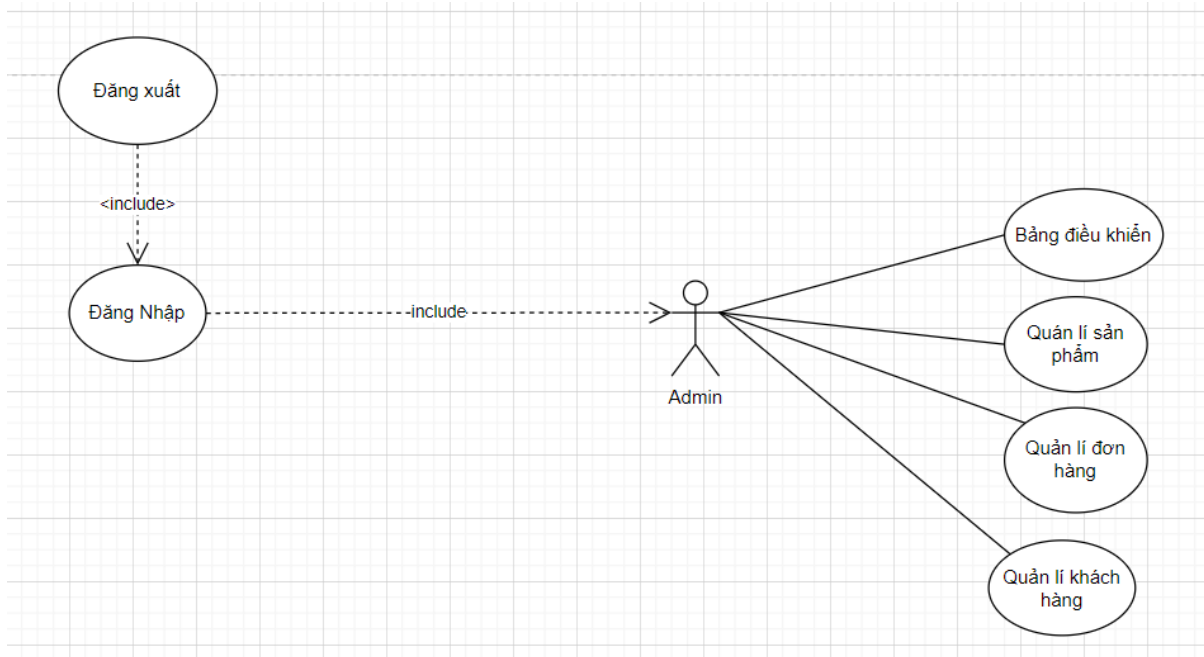 Đăng xuất
<include>
Đăng Nhập
include
Admin
Bảng điều khiển
Quán lí sản
phẩm
Quản lí đơn
hàng
Quản lí khách
hàng